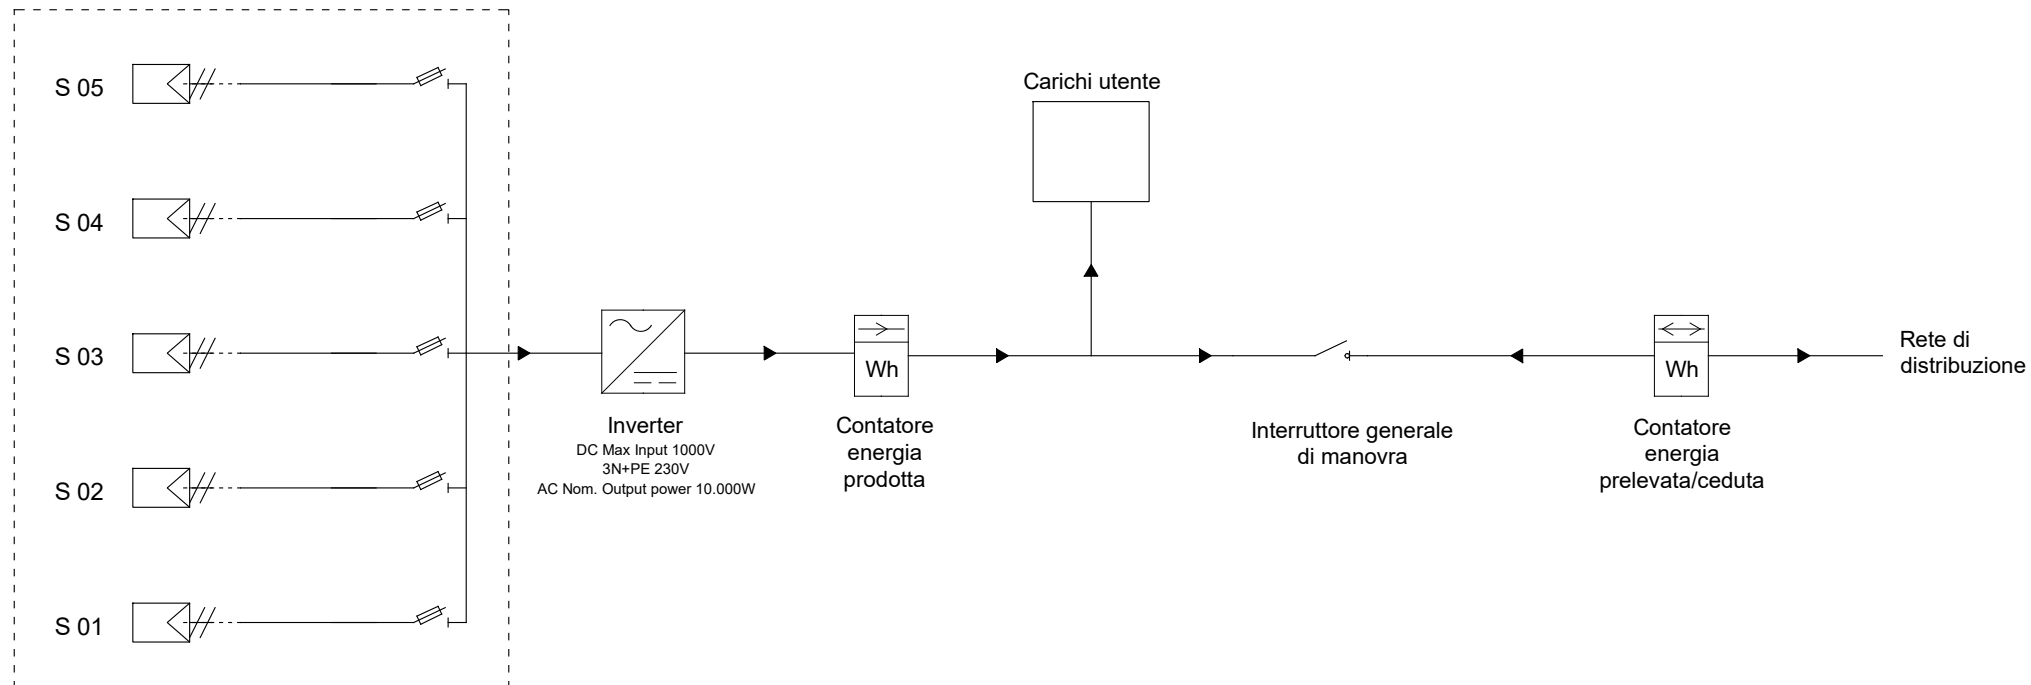 S 05
S 04
S 03
S 02
S 01
Inverter
DC Max Input 1000V
3N+PE 230V
AC Nom. Output power 10.000W
Wh
Contatore
energia
prodotta
Carichi utente
Interruttore generale
di manovra
Wh
Contatore
energia
prelevata/ceduta
Rete di
distribuzione